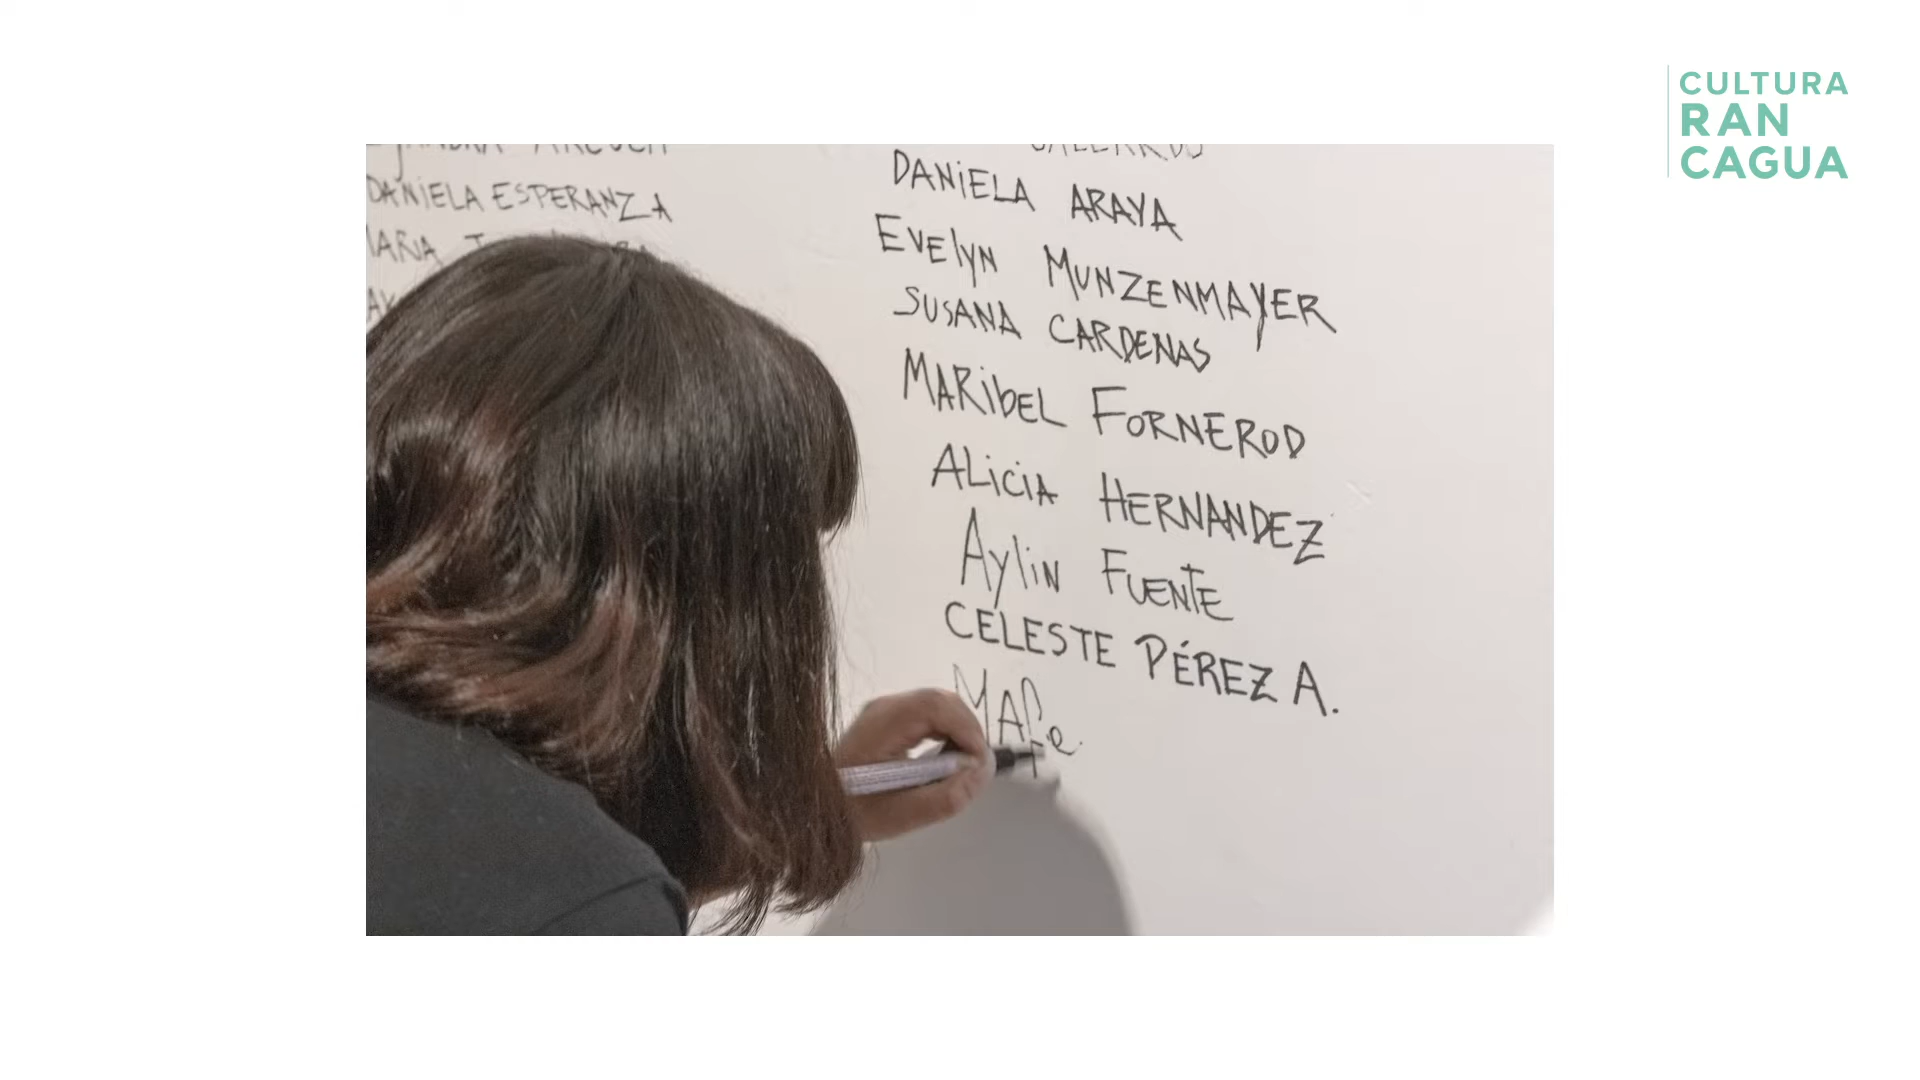 CULTURA
RAN
CAGUA
DANIELA ESPERANZA
DANIELA ARAYA
EVElyN MUNZENMAYER
SUSANA CARDENAS
MARibEL FORNEROD
ALiCiA HERNANDEZ
Aylin FUENTE
CELESTE PÉREZ A.
MAfe